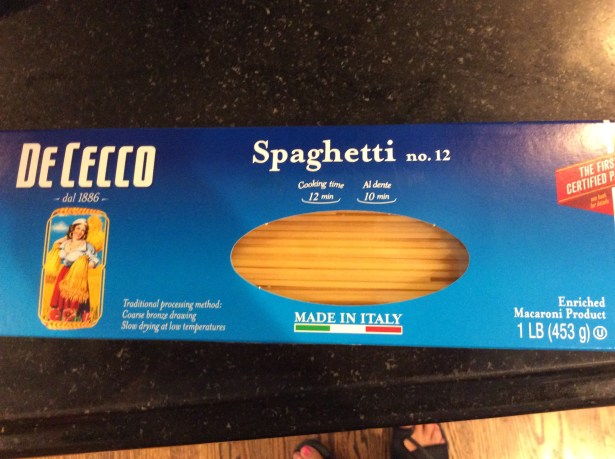 DE CECCO
dal 1886
Spaghetti no. 12
Cooking time
12 min
Al dente
10 min
MADE IN ITALY
Traditional processing method:
Coarse bronze drawing
Slow drying at low temperatures
THE
CERTIFIED
Enriched
Macaroni Product
1 LB (453 g) U